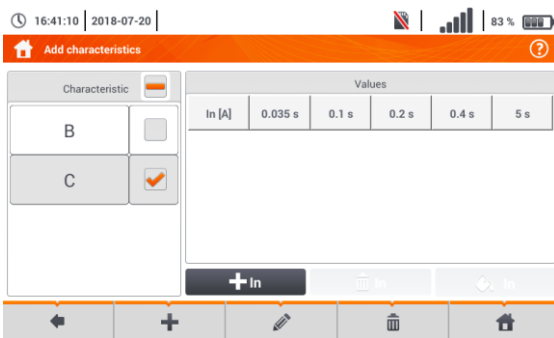 16:41:10 2018-07-20 83 %
Add characteristics ?
Characteristic
Values
In [A] 0.035 s 0.1 s 0.2 s 0.4 s 5 s
B
C
+ In In In